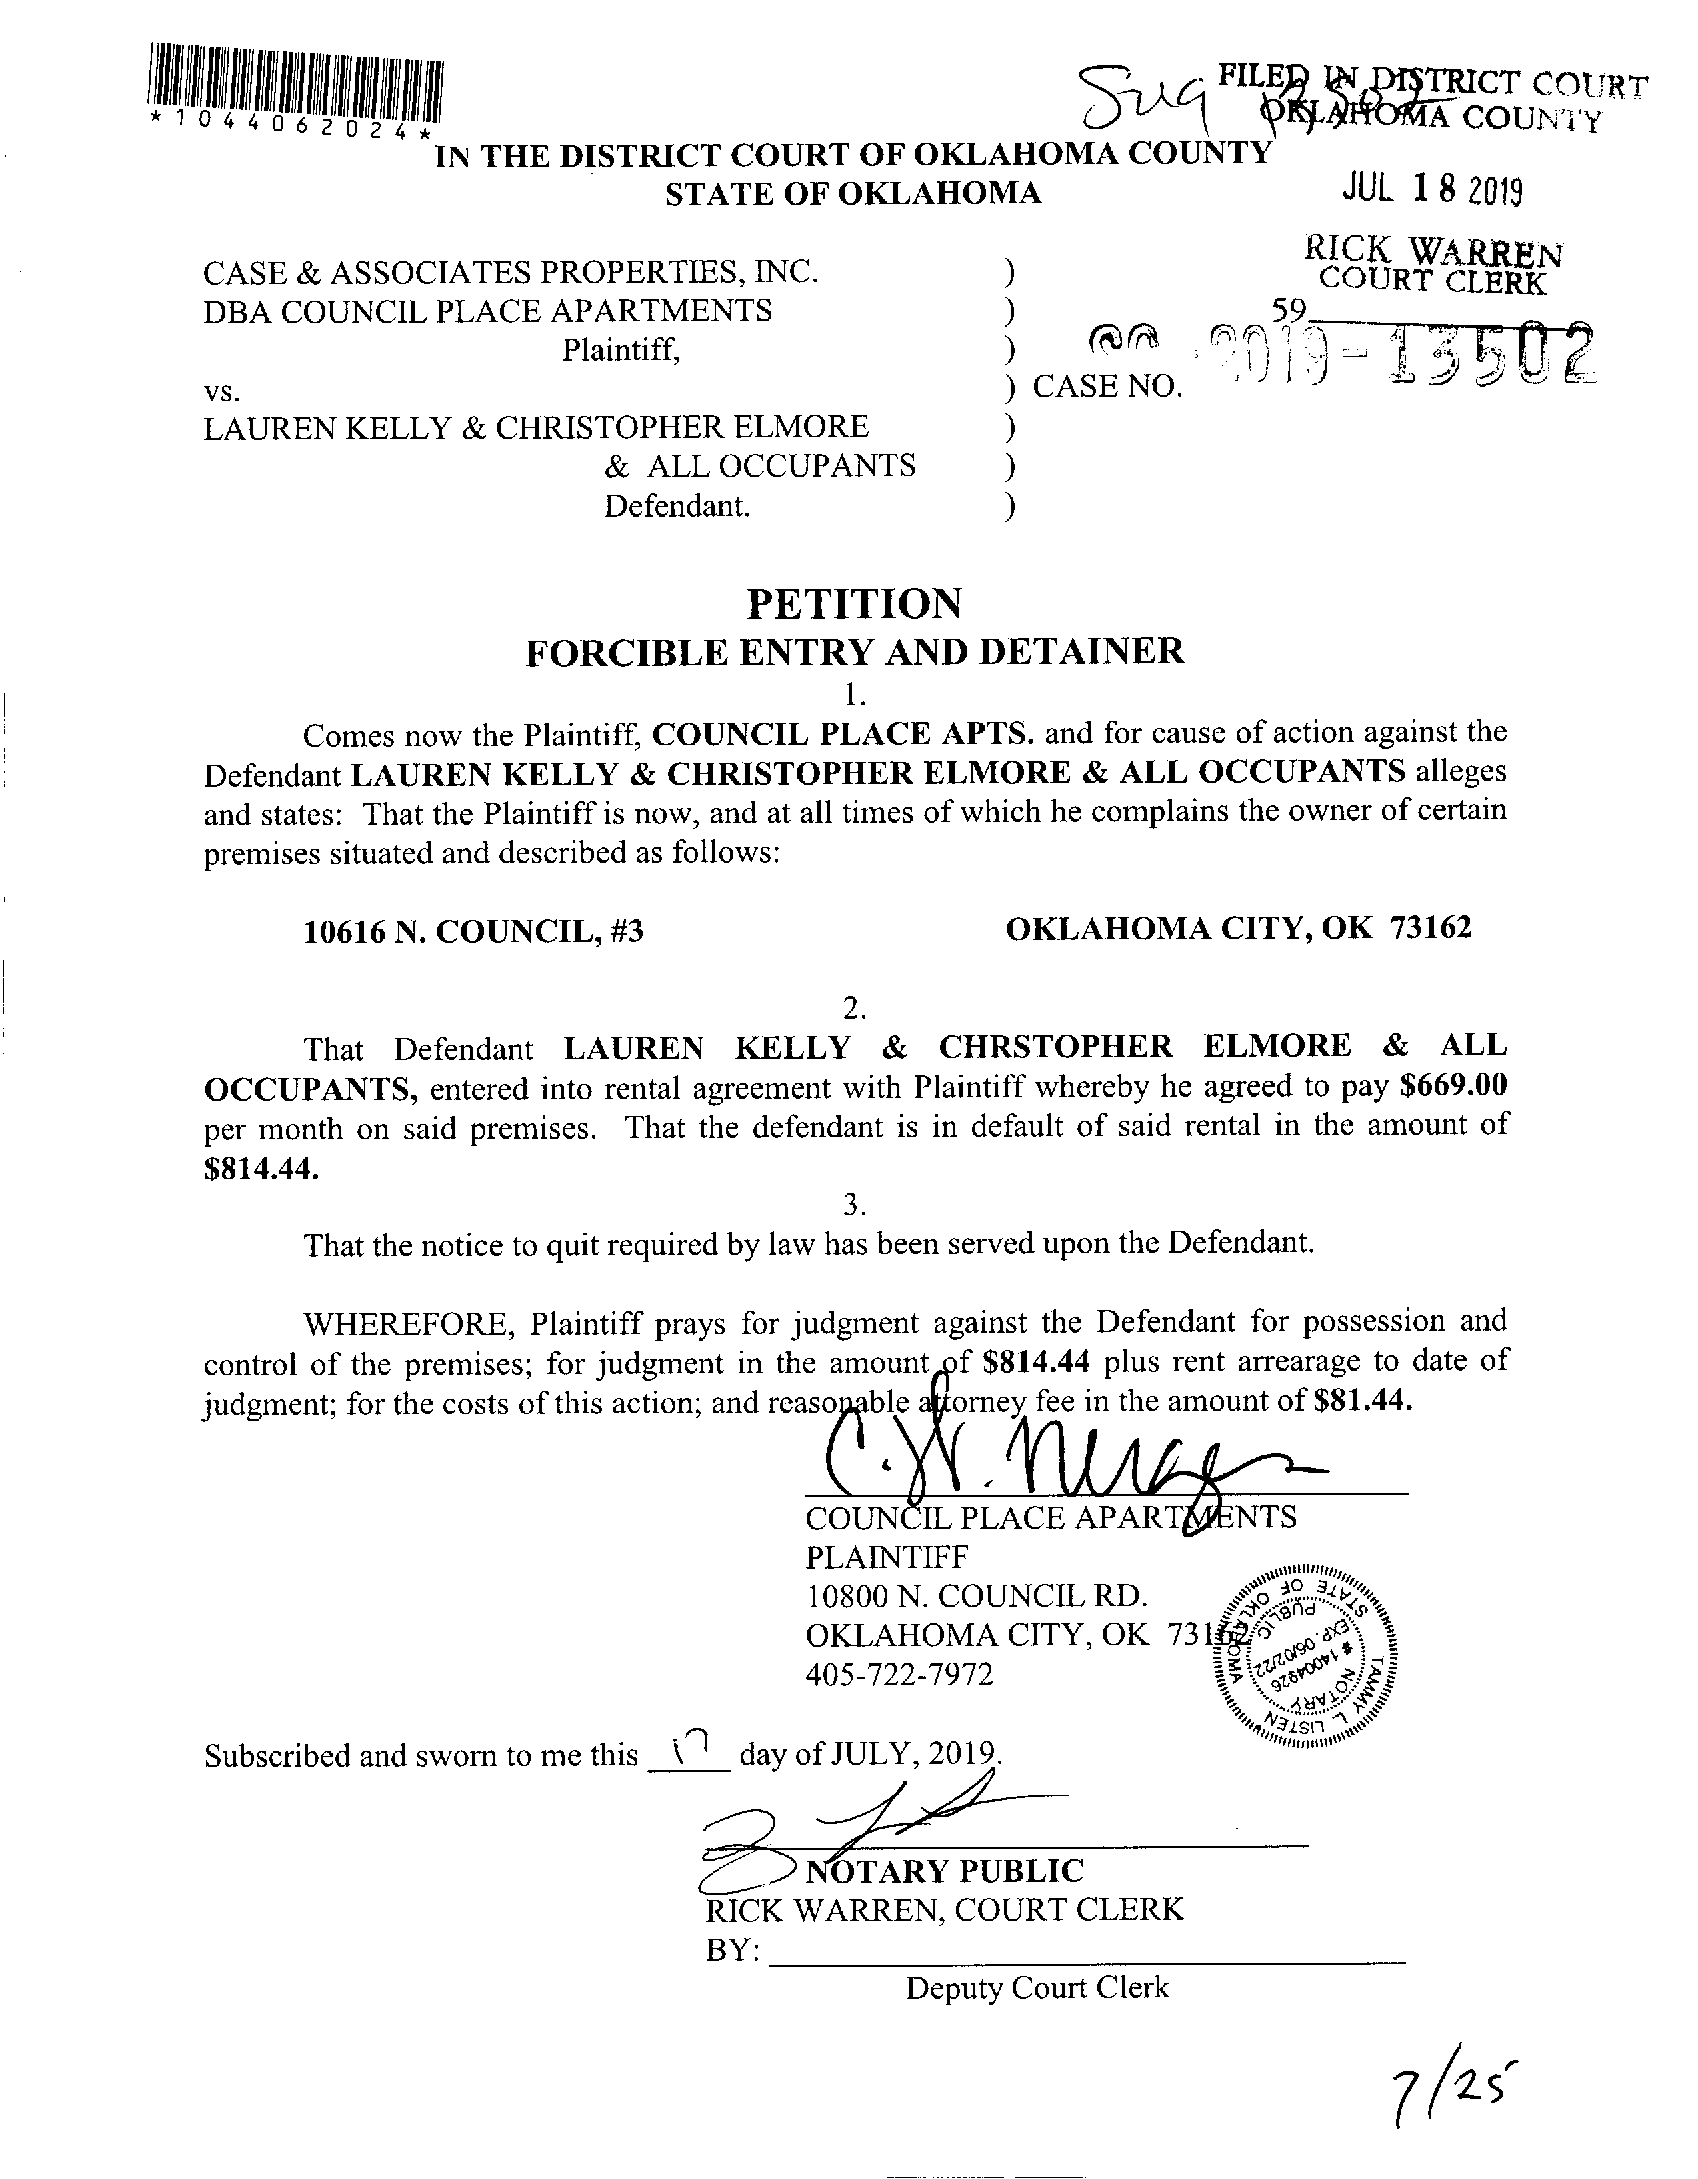 *1044062024*
FILED IN DISTRICT COURT
OKLAHOMA COUNTY
IN THE DISTRICT COURT OF OKLAHOMA COUNTY
STATE OF OKLAHOMA
JUL 18 2019
RICK WARREN
COURT CLERK
59
CASE & ASSOCIATES PROPERTIES, INC. )
DBA COUNCIL PLACE APARTMENTS )
Plaintiff, )
vs. ) CASE NO. 2019-13502
LAUREN KELLY & CHRISTOPHER ELMORE )
& ALL OCCUPANTS )
Defendant. )
PETITION
FORCIBLE ENTRY AND DETAINER
1.
Comes now the Plaintiff, COUNCIL PLACE APTS. and for cause of action against the
Defendant LAUREN KELLY & CHRISTOPHER ELMORE & ALL OCCUPANTS alleges
and states: That the Plaintiff is now, and at all times of which he complains the owner of certain
premises situated and described as follows:
10616 N. COUNCIL, #3 OKLAHOMA CITY, OK 73162
2.
That Defendant LAUREN KELLY & CHRSTOPHER ELMORE & ALL
OCCUPANTS, entered into rental agreement with Plaintiff whereby he agreed to pay $669.00
per month on said premises. That the defendant is in default of said rental in the amount of
$814.44.
3.
That the notice to quit required by law has been served upon the Defendant.
WHEREFORE, Plaintiff prays for judgment against the Defendant for possession and
control of the premises; for judgment in the amount of $814.44 plus rent arrearage to date of
judgment; for the costs of this action; and reasonable attorney fee in the amount of $81.44.
COUNCIL PLACE APARTMENTS
PLAINTIFF
10800 N. COUNCIL RD.
OKLAHOMA CITY, OK 73162
405-722-7972
TAMMY L. LISTEN
STATE OF OKLAHOMA
NOTARY PUBLIC
# 14004926
EXP. 06/02/22
Subscribed and sworn to me this 17 day of JULY, 2019.
NOTARY PUBLIC
RICK WARREN, COURT CLERK
BY:
Deputy Court Clerk
7/25